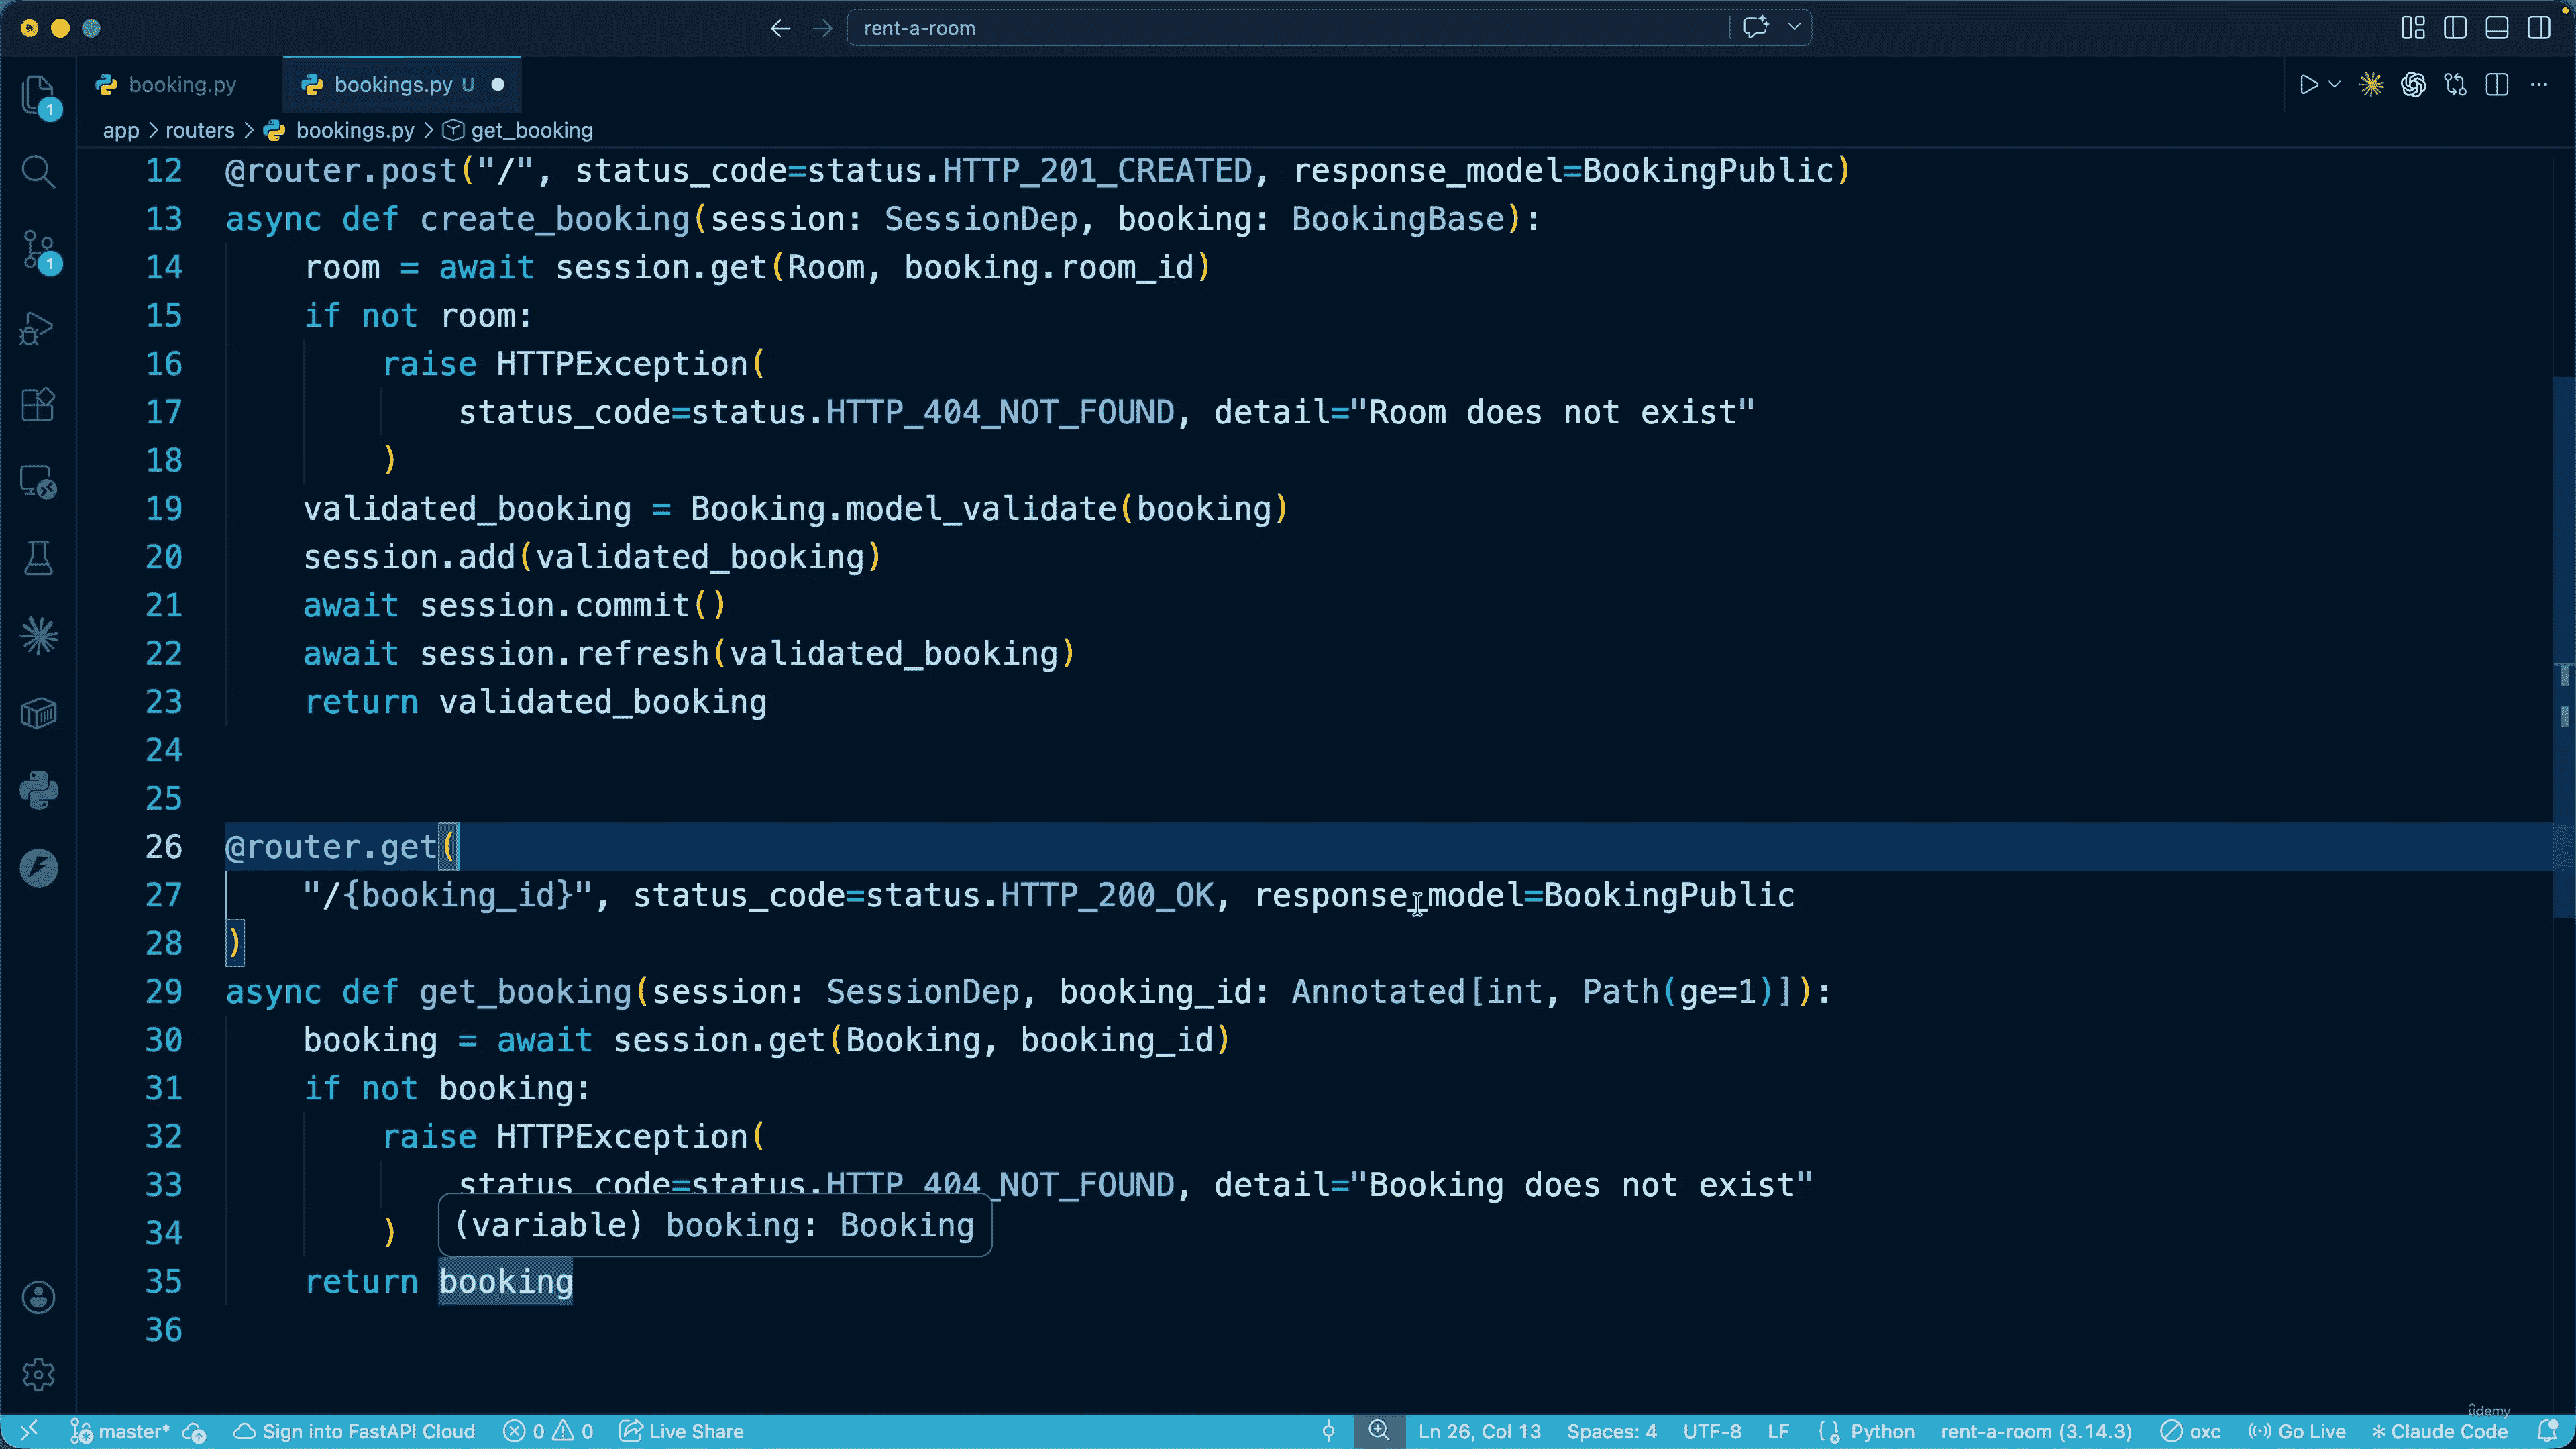 rent-a-room
booking.py
bookings.py U
app > routers > bookings.py > get_booking
1
1
12 @router.post("/", status_code=status.HTTP_201_CREATED, response_model=BookingPublic)
13 async def create_booking(session: SessionDep, booking: BookingBase):
14 room = await session.get(Room, booking.room_id)
15 if not room:
16 raise HTTPException(
17 status_code=status.HTTP_404_NOT_FOUND, detail="Room does not exist"
18 )
19 validated_booking = Booking.model_validate(booking)
20 session.add(validated_booking)
21 await session.commit()
22 await session.refresh(validated_booking)
23 return validated_booking
24
25
26 @router.get(
27 "/{booking_id}", status_code=status.HTTP_200_OK, response_model=BookingPublic
28 )
29 async def get_booking(session: SessionDep, booking_id: Annotated[int, Path(ge=1)]):
30 booking = await session.get(Booking, booking_id)
31 if not booking:
32 raise HTTPException(
33 status_code=status.HTTP_404_NOT_FOUND, detail="Booking does not exist"
34 )
(variable) booking: Booking
35 return booking
36
udemy
master* Sign into FastAPI Cloud 0 0 Live Share Ln 26, Col 13 Spaces: 4 UTF-8 LF Python rent-a-room (3.14.3) oxc Go Live Claude Code